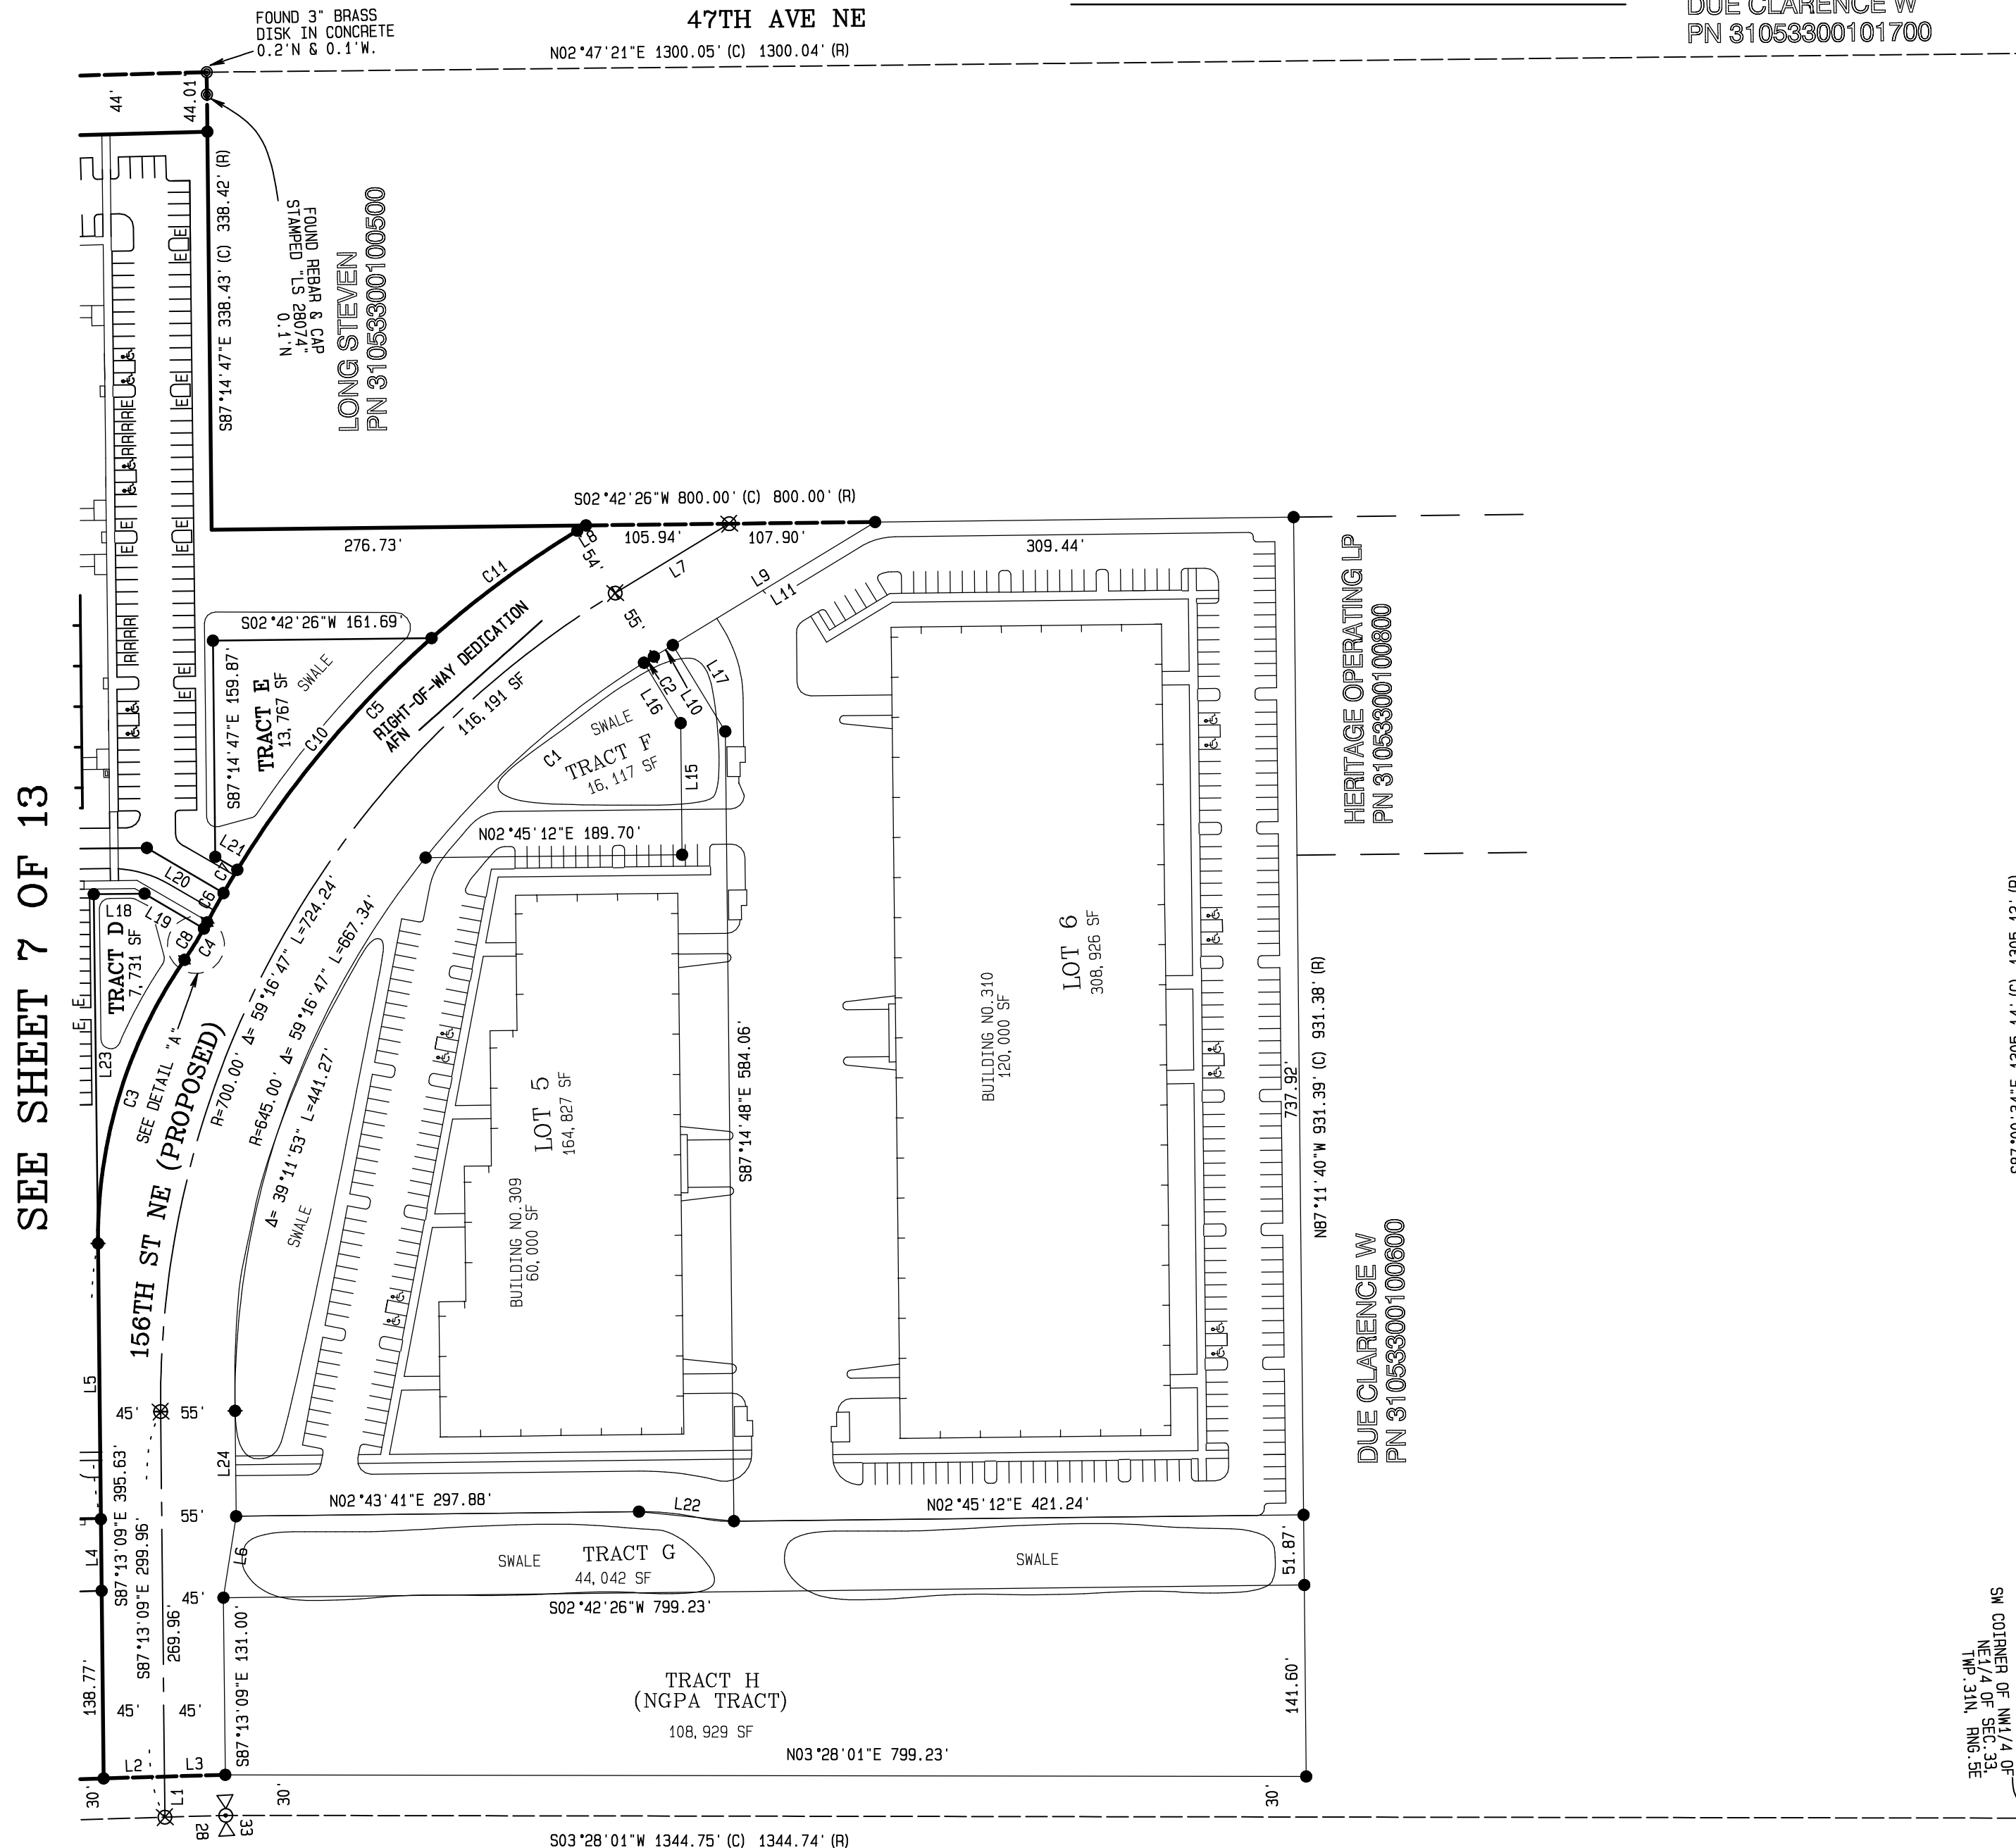 FOUND 3" BRASS
DISK IN CONCRETE
0.2'N & 0.1'W.
47TH AVE NE
N02°47'21"E 1300.05' (C) 1300.04' (R)
DUE CLARENCE W
PN 31053300101700
44'
44.01'
S87°14'47"E 338.43' (C) 338.42' (R)
FOUND REBAR & CAP
STAMPED "LS 28074"
0.1'N
LONG STEVEN
PN 31053300100500
S02°42'26"W 800.00' (C) 800.00' (R)
276.73'
L8
54'
105.94'
107.90'
309.44'
C11
L7
L9
L11
55'
S02°42'26"W 161.69'
S87°14'47"E 159.87'
TRACT E
13,767 SF
SWALE
C10
C5
RIGHT-OF-WAY DEDICATION
AFN
116,191 SF
C2
L16
L10
L17
SWALE
C1
TRACT F
16,117 SF
L15
N02°45'12"E 189.70'
HERITAGE OPERATING LP
PN 31053300100800
SEE SHEET 7 OF 13
L21
L20
C7
C6
L18
L19
C8
C4
TRACT D
7,731 SF
L23
C3
SEE DETAIL "A"
R=700.00' Δ= 59°16'47" L=724.24'
R=645.00' Δ= 59°16'47" L=667.34'
Δ= 39°11'53" L=441.27'
SWALE
156TH ST NE (PROPOSED)
LOT 5
164,827 SF
BUILDING NO.309
60,000 SF
S87°14'48"E 584.06'
LOT 6
308,926 SF
BUILDING NO.310
120,000 SF
737.92'
N87°11'40"W 931.39' (C) 931.38' (R)
S87°00'34"E 1305.44' (C) 1305.43' (R)
DUE CLARENCE W
PN 31053300100600
L5
45'
55'
L24
S87°13'09"E 395.63'
S87°13'09"E 299.96'
269.96'
55'
L4
L6
45'
N02°43'41"E 297.88'
L22
N02°45'12"E 421.24'
SWALE
TRACT G
44,042 SF
SWALE
51.87'
S02°42'26"W 799.23'
138.77'
45'
45'
S87°13'09"E 131.00'
TRACT H
(NGPA TRACT)
108,929 SF
141.60'
N03°28'01"E 799.23'
L2
L3
30'
L1
30'
30'
28
33
S03°28'01"W 1344.75' (C) 1344.74' (R)
SW COIRNER OF NW1/4 OF
NE1/4 OF SEC.33,
TWP.31N, RNG.5E
E
E
E
E
E
E
E
E
E
E
E
R
R
R
R
E
R
R
R
R
E
E